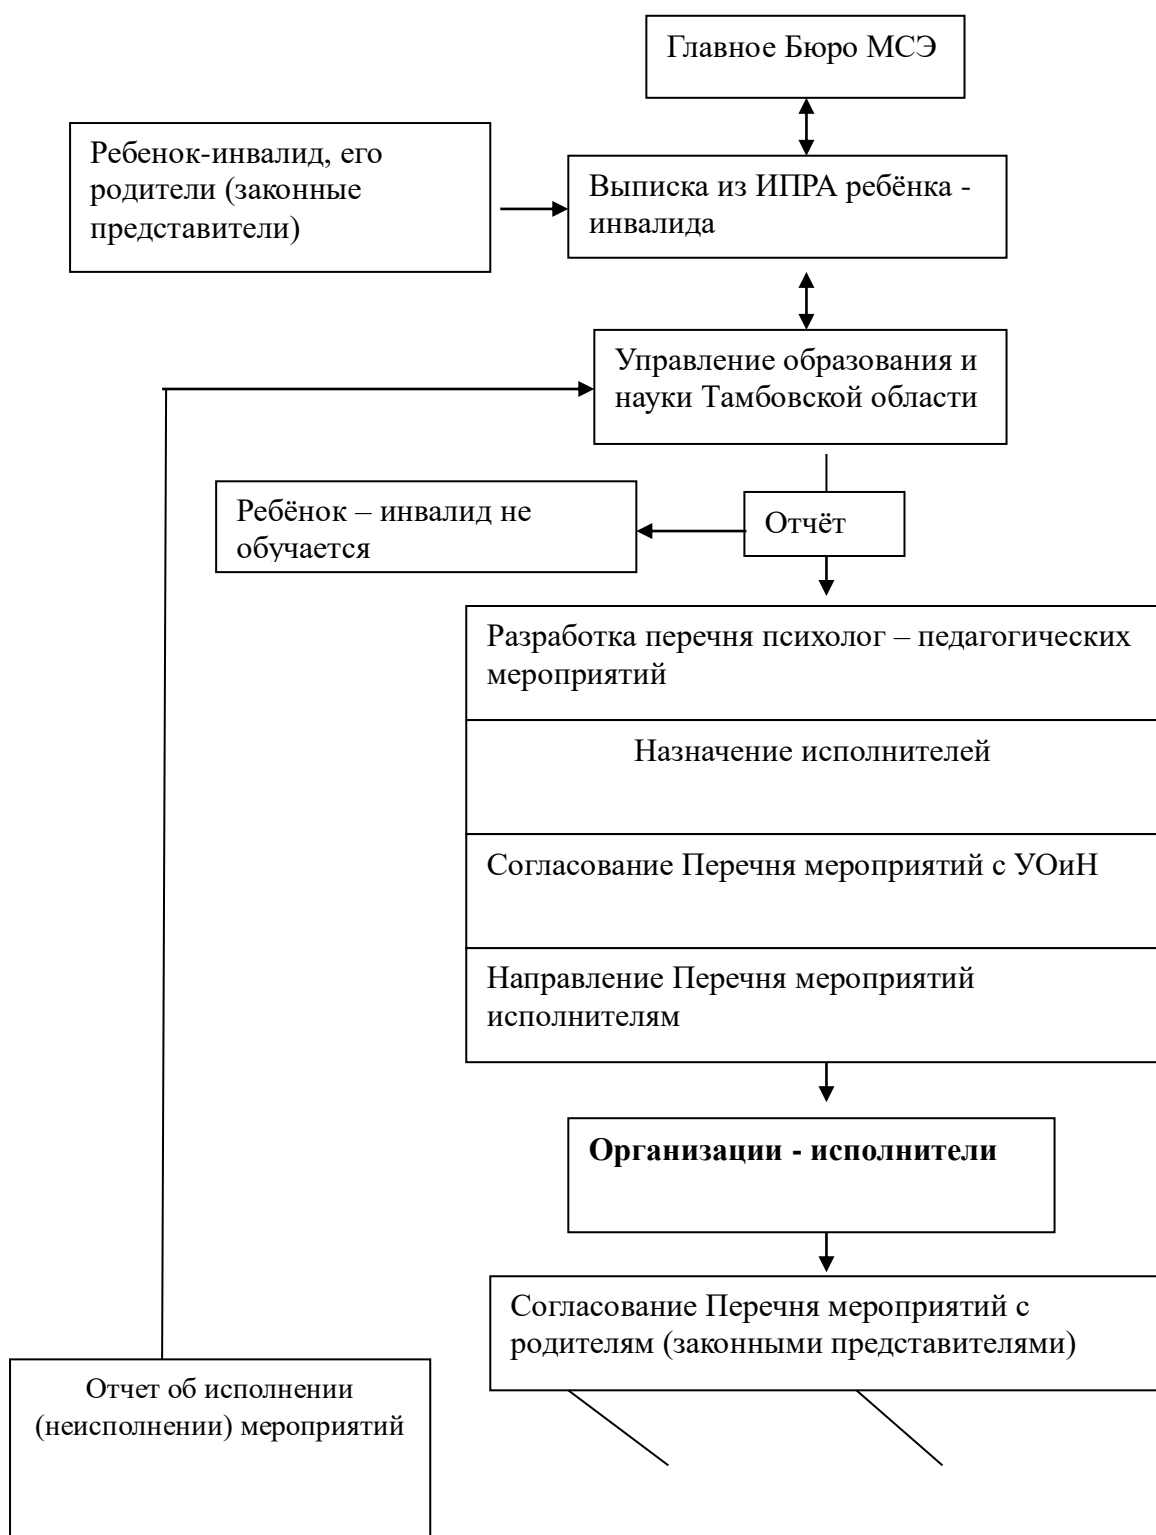 Главное Бюро МСЭ
Ребенок-инвалид, его
родители (законные
представители)
Выписка из ИПРА ребёнка -
инвалида
Управление образования и
науки Тамбовской области
Ребёнок – инвалид не
обучается
Отчёт
Разработка перечня психолог – педагогических
мероприятий
Назначение исполнителей
Согласование Перечня мероприятий с УОиН
Направление Перечня мероприятий
исполнителям
Организации - исполнители
Согласование Перечня мероприятий с
родителям (законными представителями)
Отчет об исполнении
(неисполнении) мероприятий